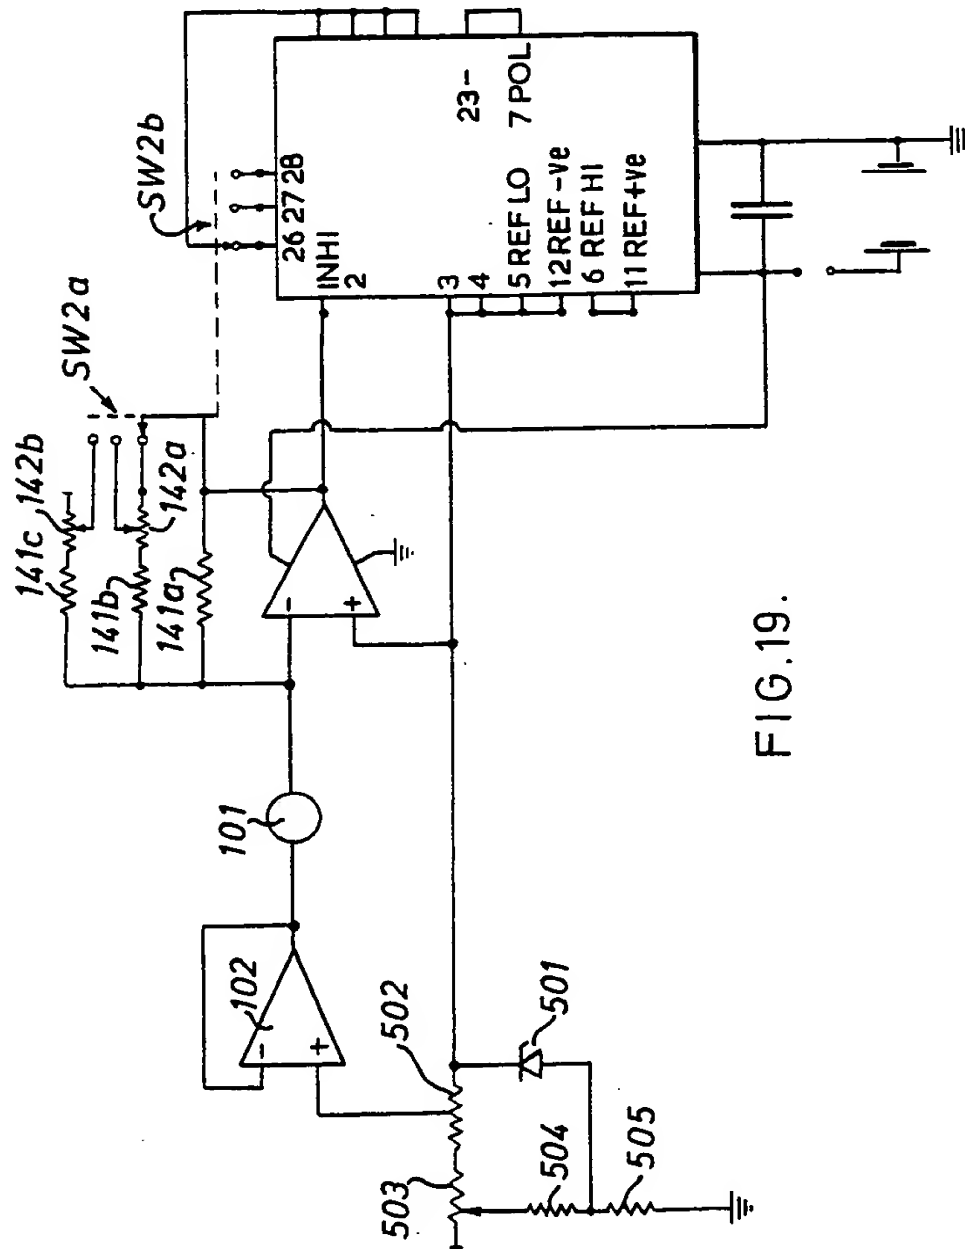 SW2b
SW2a
141c
142b
141b
142a
141a
26 27 28
INHI
2
3
4
5 REF LO
12 REF -ve
6 REF HI
11 REF +ve
23-
7 POL
-
+
101
102
-
+
502
501
503
504
505
FIG.19.